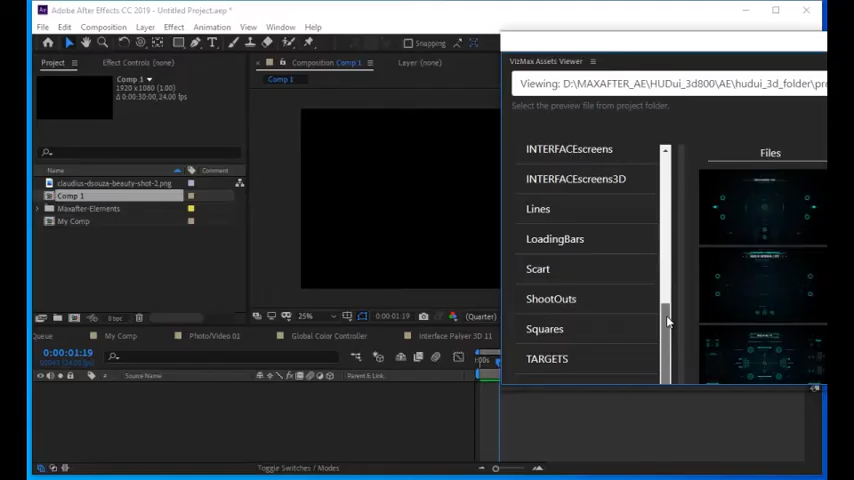 Adobe After Effects CC 2019 - Untitled Project.aep *
File Edit Composition Layer Effect Animation View Window Help
Snapping
Project
Effect Controls (none)
Composition Comp 1
Layer (none)
VizMax Assets Viewer
Comp 1
1920 x 1080 (1.00)
Δ 0:00:30:00, 24.00 fps
Comp 1
Viewing: D:\MAXAFTER_AE\HUDui_3d800\AE\hudui_3d_folder\pre
Select the preview file from project folder.
Name
Comment
claudius-dsouza-beauty-shot-2.png
Comp 1
Maxafter-Elements
My Comp
INTERFACEscreens
INTERFACEscreens3D
Lines
LoadingBars
Scart
ShootOuts
Squares
TARGETS
Files
8 bpc
25%
0:00:01:19
(Quarter)
Queue
My Comp
Photo/Video 01
Global Color Controller
Interface Palyer 3D 11
0:00:01:19
:00s
#
Source Name
Parent & Link
Toggle Switches / Modes